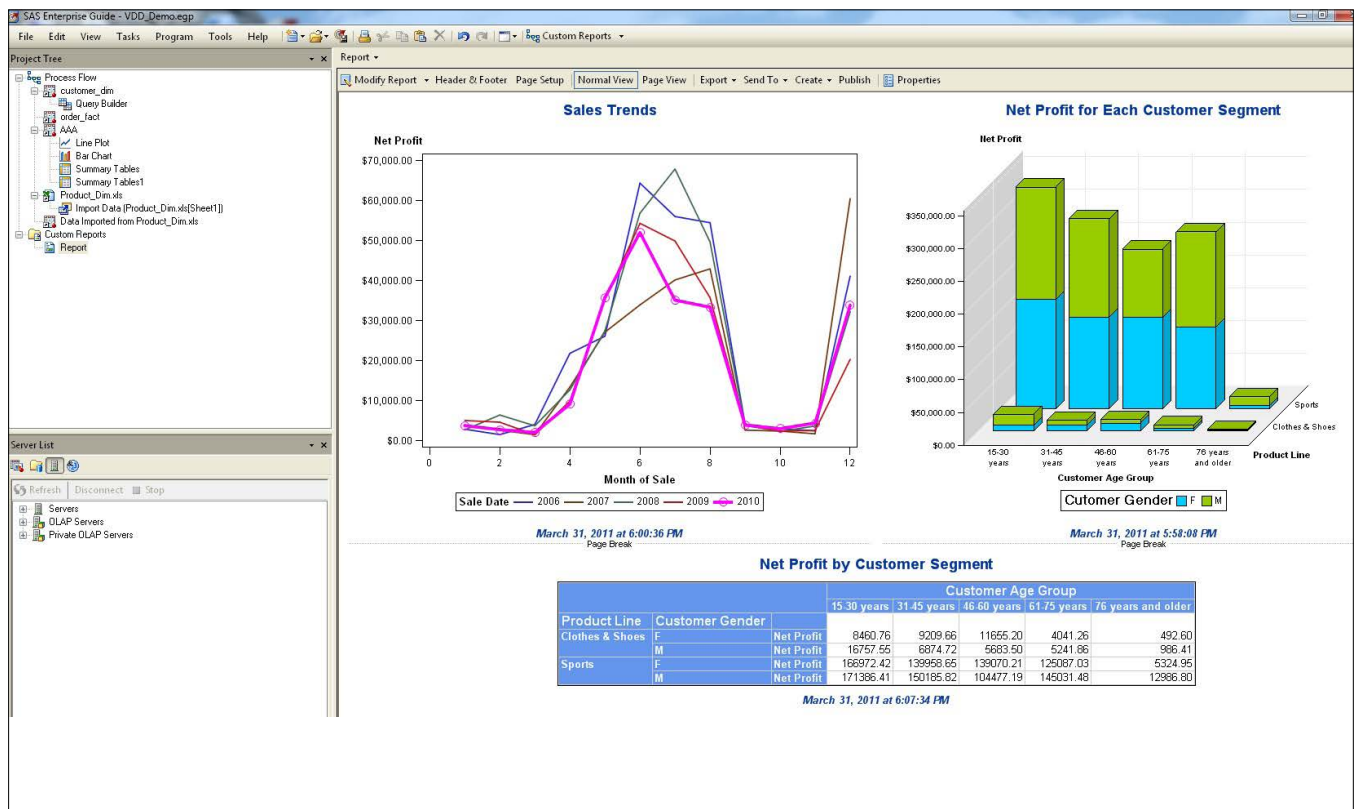 SAS Enterprise Guide - VDD_Demo.egp
File Edit View Tasks Program Tools Help Custom Reports
Project Tree
Process Flow
customer_dim
Query Builder
order_fact
AAA
Line Plot
Bar Chart
Summary Tables
Summary Tables1
Product_Dim.xls
Import Data (Product_Dim.xls[Sheet1])
Data Imported from Product_Dim.xls
Custom Reports
Report
Server List
Refresh Disconnect Stop
Servers
OLAP Servers
Private OLAP Servers
Report
Modify Report Header & Footer Page Setup Normal View Page View Export Send To Create Publish Properties
Sales Trends
Net Profit
$70,000.00
$60,000.00
$50,000.00
$40,000.00
$30,000.00
$20,000.00
$10,000.00
$0.00
0 2 4 6 8 10 12
Month of Sale
Sale Date 2006 2007 2008 2009 2010
March 31, 2011 at 6:00:36 PM
Page Break
Net Profit for Each Customer Segment
Net Profit
$350,000.00
$300,000.00
$250,000.00
$200,000.00
$150,000.00
$100,000.00
$50,000.00
$0.00
Sports
Clothes & Shoes
Product Line
15-30 31-45 46-60 61-75 76 years
years years years years and older
Customer Age Group
Cutomer Gender F M
March 31, 2011 at 5:58:08 PM
Page Break
Net Profit by Customer Segment
Customer Age Group
15-30 years 31-45 years 46-60 years 61-75 years 76 years and older
Product Line Customer Gender
Clothes & Shoes F Net Profit 8460.76 9209.66 11655.20 4041.26 492.60
M Net Profit 16757.55 6874.72 5683.50 5241.86 986.41
Sports F Net Profit 166972.42 139958.65 139070.21 125087.03 5324.95
M Net Profit 171386.41 150185.82 104477.19 145031.48 12986.80
March 31, 2011 at 6:07:34 PM